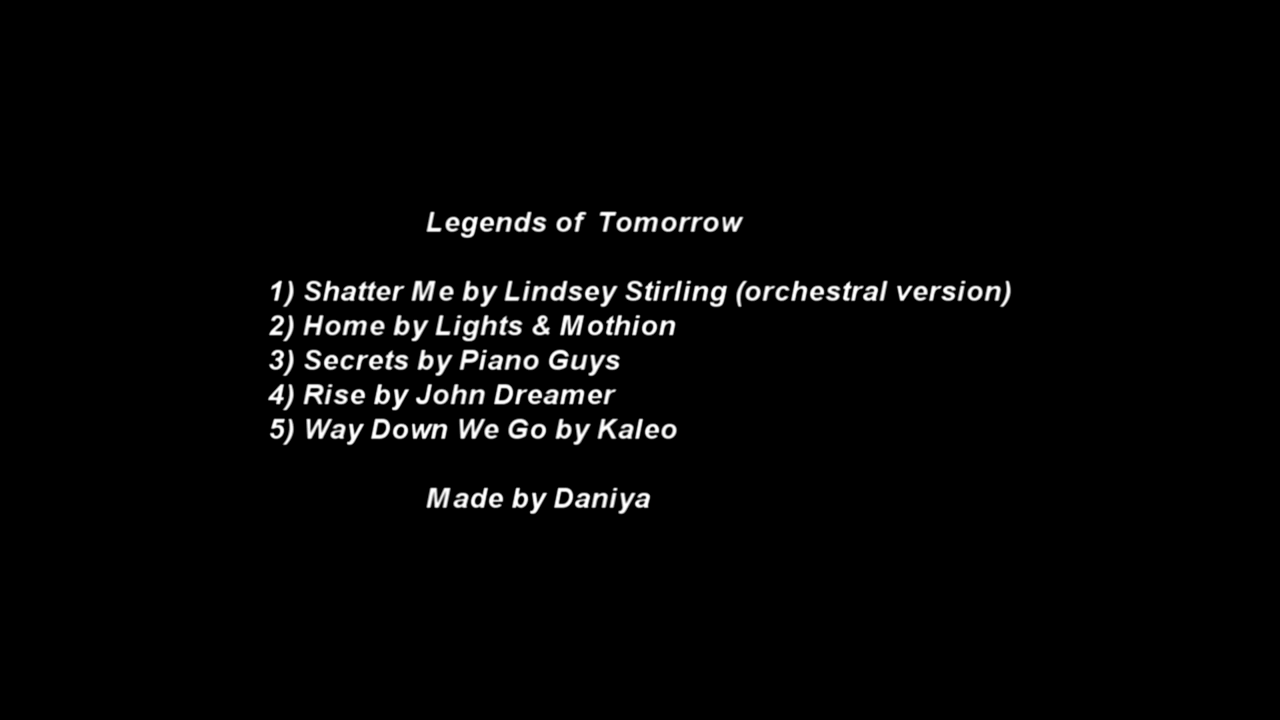 Legends of Tomorrow
1) Shatter Me by Lindsey Stirling (orchestral version)
2) Home by Lights & Mothion
3) Secrets by Piano Guys
4) Rise by John Dreamer
5) Way Down We Go by Kaleo
Made by Daniya